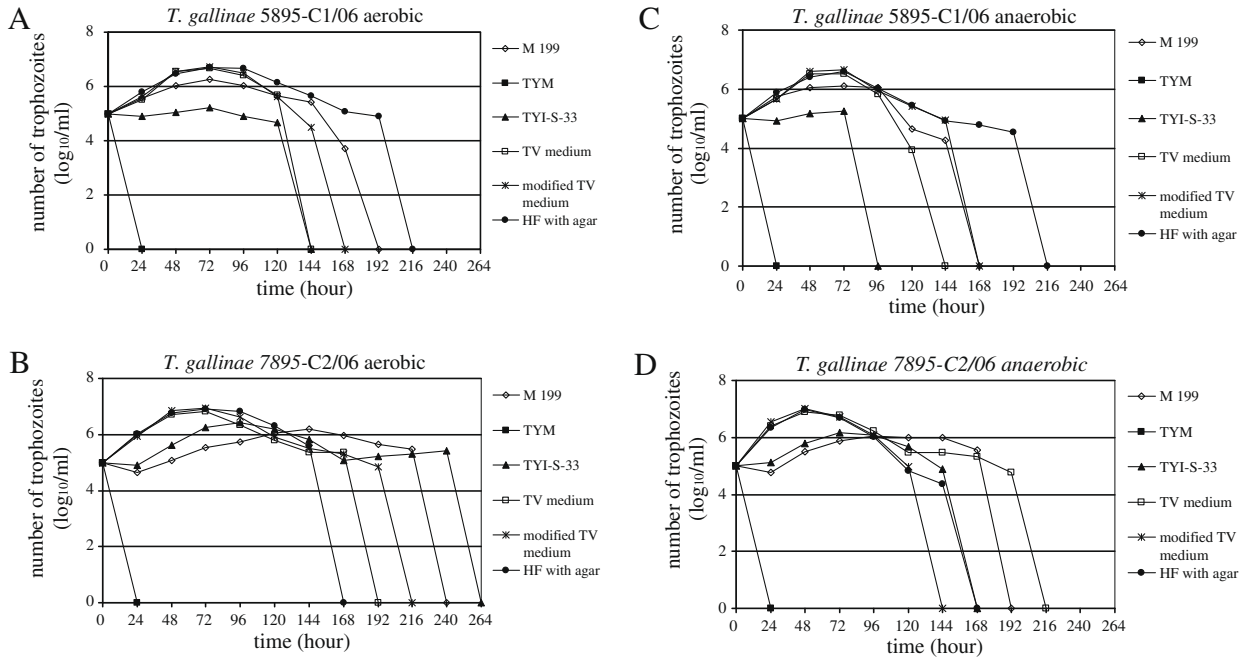 A
T. gallinae 5895-C1/06 aerobic
number of trophozoites
(log10/ml)
8
6
4
2
0
0 24 48 72 96 120 144 168 192 216 240 264
time (hour)
M 199
TYM
TYI-S-33
TV medium
modified TV
medium
HF with agar
C
T. gallinae 5895-C1/06 anaerobic
number of trophozoites
(log10/ml)
8
6
4
2
0
0 24 48 72 96 120 144 168 192 216 240 264
time (hour)
M 199
TYM
TYI-S-33
TV medium
modified TV
medium
HF with agar
B
T. gallinae 7895-C2/06 aerobic
number of trophozoites
(log10/ml)
8
6
4
2
0
0 24 48 72 96 120 144 168 192 216 240 264
time (hour)
M 199
TYM
TYI-S-33
TV medium
modified TV
medium
HF with agar
D
T. gallinae 7895-C2/06 anaerobic
number of trophozoites
(log10/ml)
8
6
4
2
0
0 24 48 72 96 120 144 168 192 216 240 264
time (hour)
M 199
TYM
TYI-S-33
TV medium
modified TV
medium
HF with agar